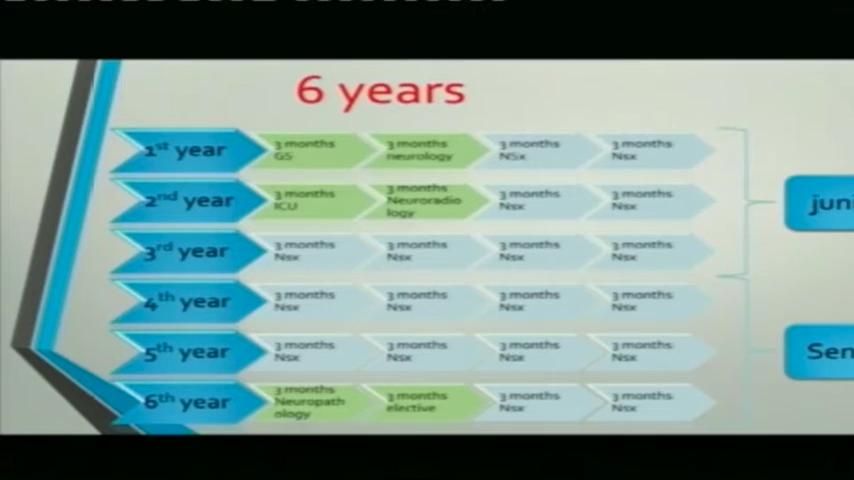 6 years
1st year
3 months
GS
3 months
neurology
3 months
NSx
3 months
Nsx
2nd year
3 months
ICU
3 months
Neuroradio
logy
3 months
Nsx
3 months
Nsx
3rd year
3 months
Nsx
3 months
Nsx
3 months
Nsx
3 months
Nsx
4th year
3 months
Nsx
3 months
Nsx
3 months
Nsx
3 months
Nsx
5th year
3 months
Nsx
3 months
Nsx
3 months
Nsx
3 months
Nsx
6th year
3 months
Neuropath
ology
3 months
elective
3 months
Nsx
3 months
Nsx
juni
Sen